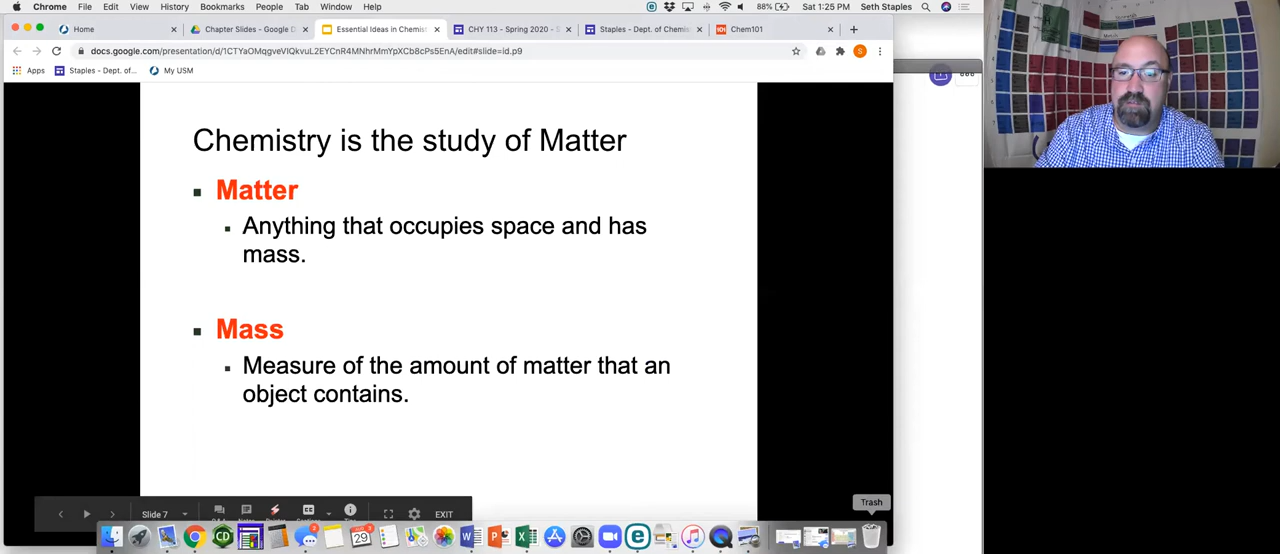 Chrome File Edit View History Bookmarks People Tab Window Help 88% Sat 1:25 PM Seth Staples
Home Chapter Slides - Google D Essential Ideas in Chemis CHY 113 - Spring 2020 - S Staples - Dept. of Chemis Chem101
docs.google.com/presentation/d/1CTYaOMqgveVIQkvuL2EYCnR4MNhrMmYpXCb8cPs5EnA/edit#slide=id.p9
Apps Staples - Dept. of... My USM
Chemistry is the study of Matter
Matter
Anything that occupies space and has
mass.
Mass
Measure of the amount of matter that an
object contains.
Trash
Slide 7 EXIT